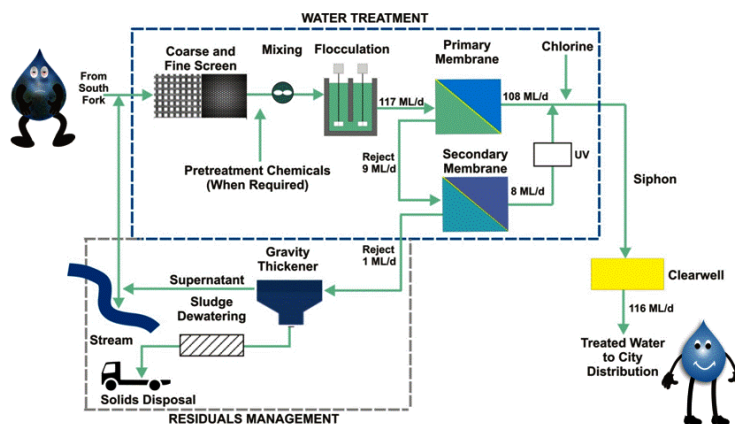 WATER TREATMENT
Coarse and
Fine Screen
Mixing
Flocculation
Primary
Membrane
Chlorine
From
South
Fork
117 ML/d
108 ML/d
Pretreatment Chemicals
(When Required)
Reject
9 ML/d
Secondary
Membrane
8 ML/d
UV
Siphon
Reject
1 ML/d
Gravity
Thickener
Supernatant
Sludge
Dewatering
Stream
Solids Disposal
Clearwell
116 ML/d
Treated Water
to City
Distribution
RESIDUALS MANAGEMENT